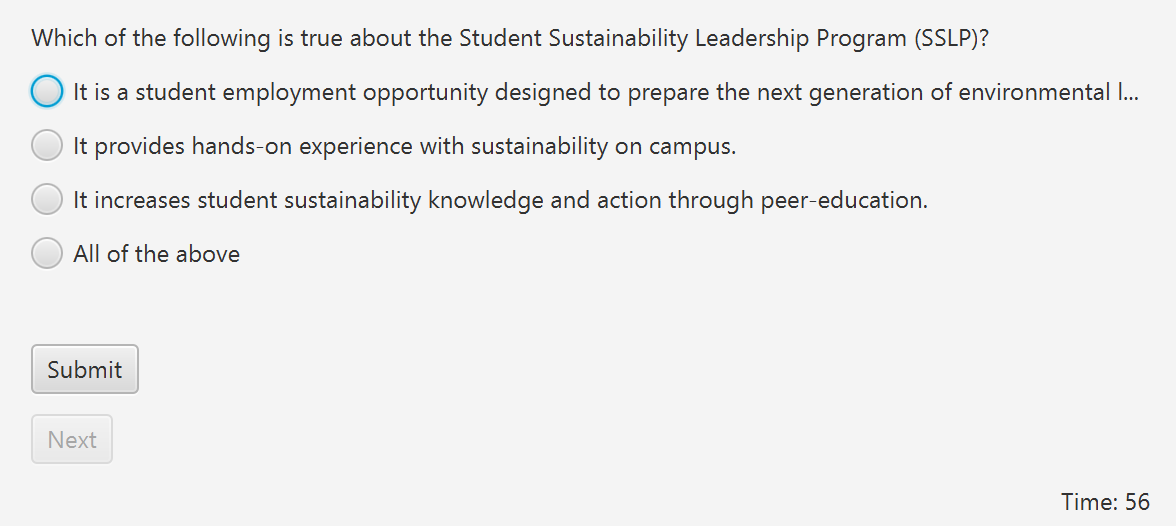 Which of the following is true about the Student Sustainability Leadership Program (SSLP)?
It is a student employment opportunity designed to prepare the next generation of environmental l...
It provides hands-on experience with sustainability on campus.
It increases student sustainability knowledge and action through peer-education.
All of the above
Submit
Next
Time: 56